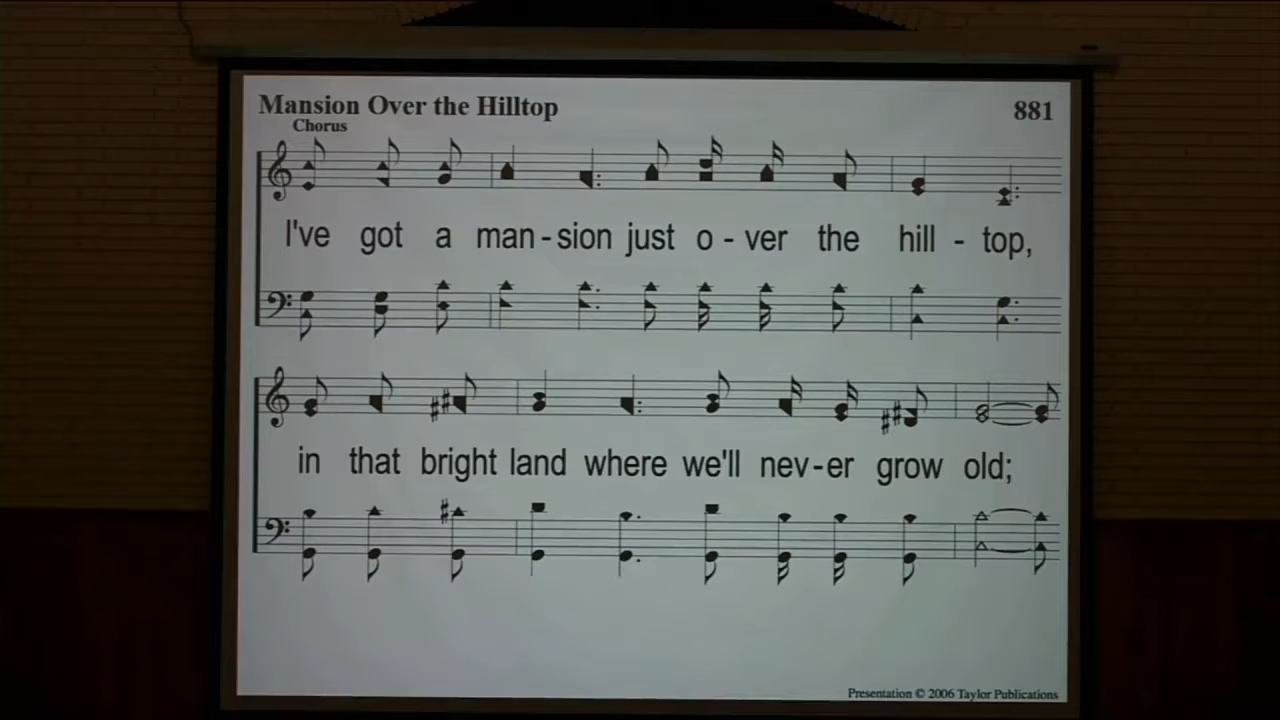 Mansion Over the Hilltop 881
Chorus
I've got a man-sion just o-ver the hill-top,
in that bright land where we'll nev-er grow old;
Presentation © 2006 Taylor Publications